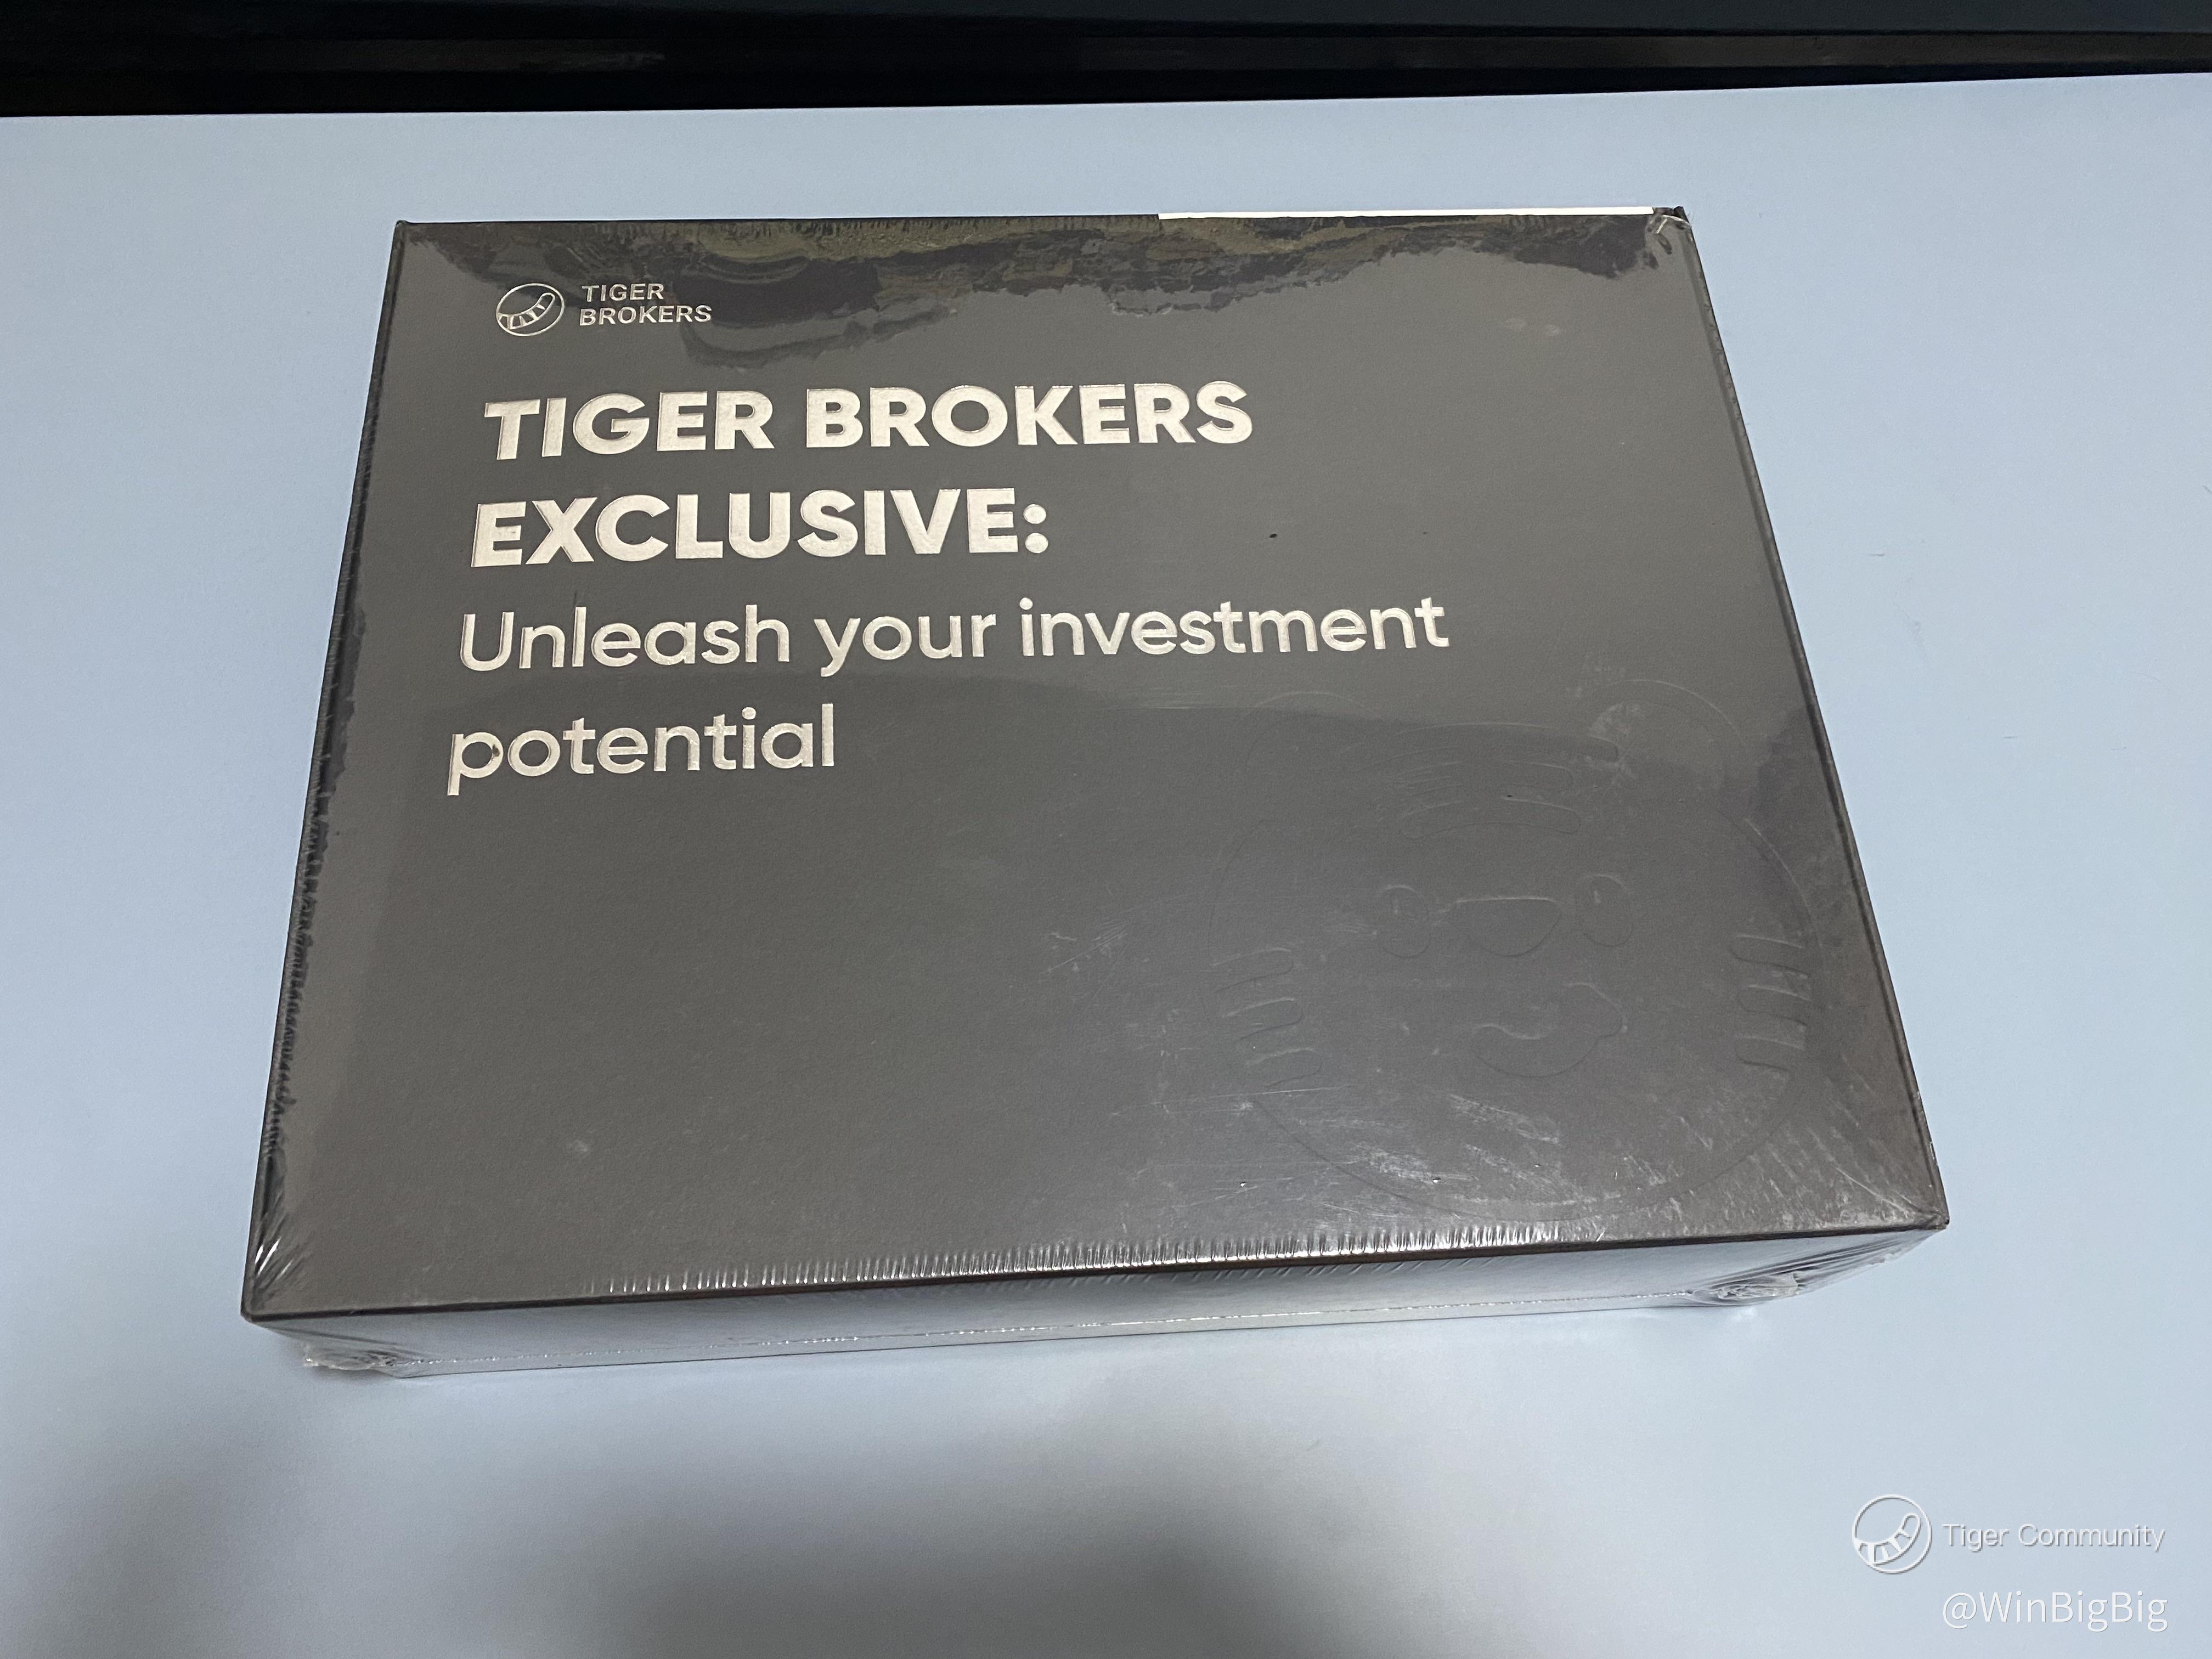 TIGER
BROKERS
TIGER BROKERS
EXCLUSIVE:
Unleash your investment
potential
Tiger Community
@WinBigBig